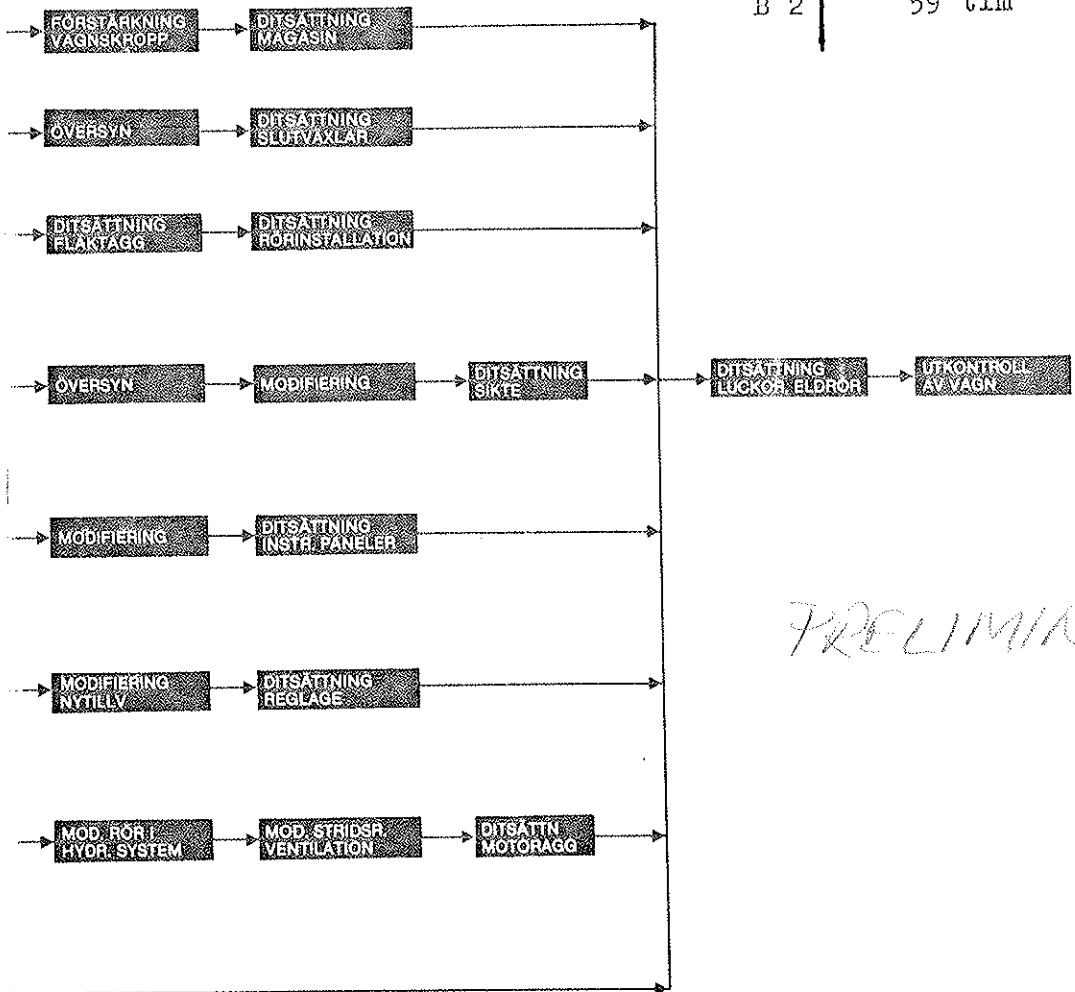 B 2 59 tim
FÖRSTÄRKNING
VAGNSKROPP
DITSÄTTNING
MAGASIN
ÖVERSYN
DITSÄTTNING
SLUTVÄXLAR
DITSÄTTNING
FLÄKTAGG
DITSÄTTNING
RÖRINSTALLATION
ÖVERSYN
MODIFIERING
DITSÄTTNING
SIKTE
DITSÄTTNING
LUCKOR, ELDRÖR
UTKONTROLL
AV VAGN
MODIFIERING
DITSÄTTNING
INSTR. PANELER
PRELIMIN
MODIFIERING
NYTILLV
DITSÄTTNING
REGLAGE
MOD. RÖR I
HYDR. SYSTEM
MOD. STRIDSR.
VENTILATION
DITSÄTTN
MOTORAGG